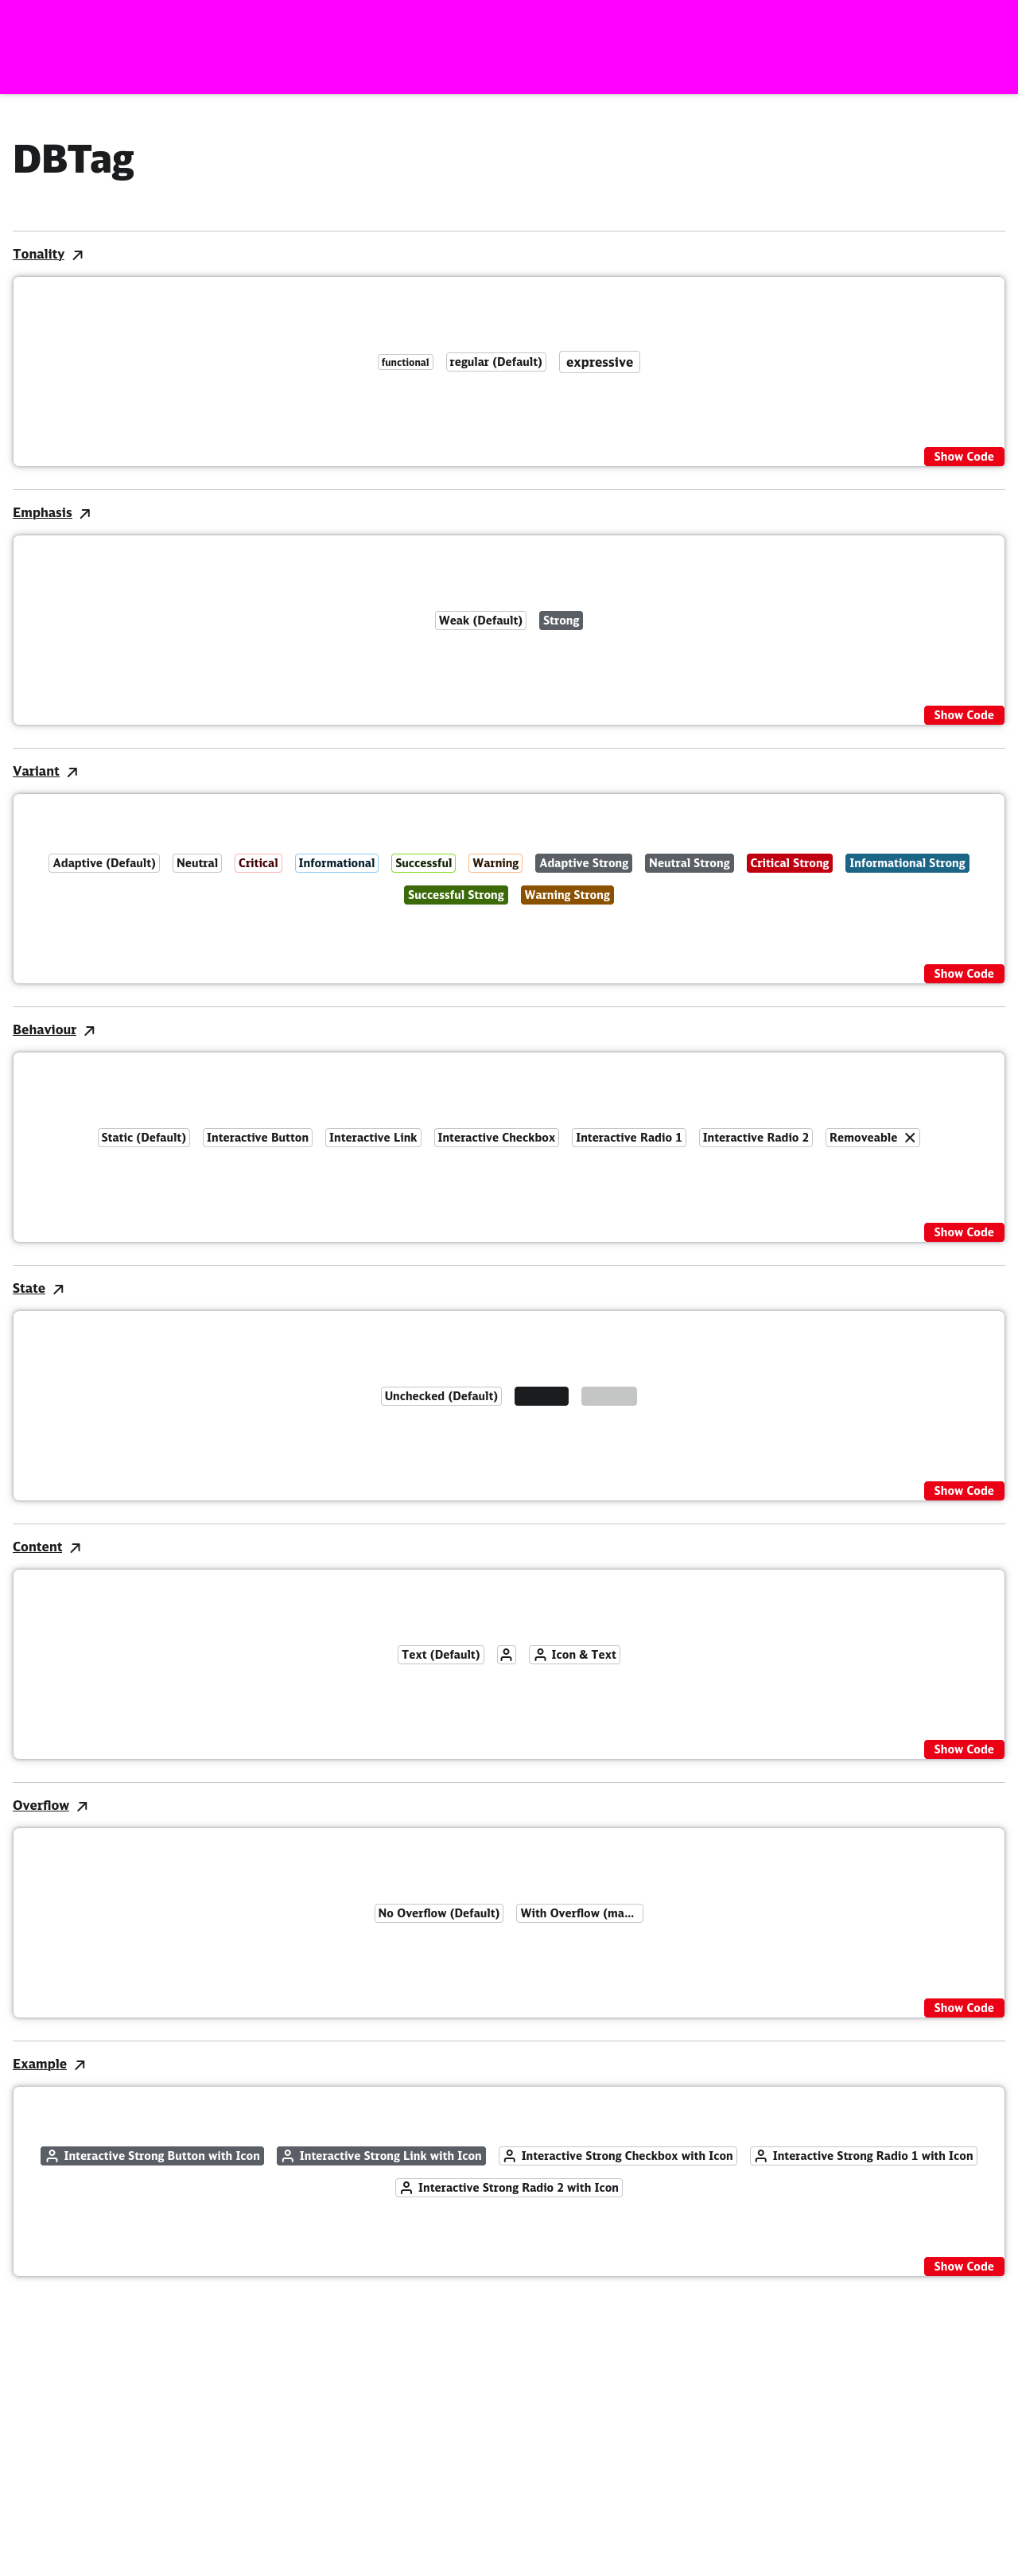 DBTag
Tonality
functional regular (Default) expressive
Show Code
Emphasis
Weak (Default) Strong
Show Code
Variant
Adaptive (Default) Neutral Critical Informational Successful Warning Adaptive Strong Neutral Strong Critical Strong Informational Strong
Successful Strong Warning Strong
Show Code
Behaviour
Static (Default) Interactive Button Interactive Link Interactive Checkbox Interactive Radio 1 Interactive Radio 2 Removeable
Show Code
State
Unchecked (Default)
Show Code
Content
Text (Default) Icon & Text
Show Code
Overflow
No Overflow (Default) With Overflow (ma...
Show Code
Example
Interactive Strong Button with Icon Interactive Strong Link with Icon Interactive Strong Checkbox with Icon Interactive Strong Radio 1 with Icon
Interactive Strong Radio 2 with Icon
Show Code